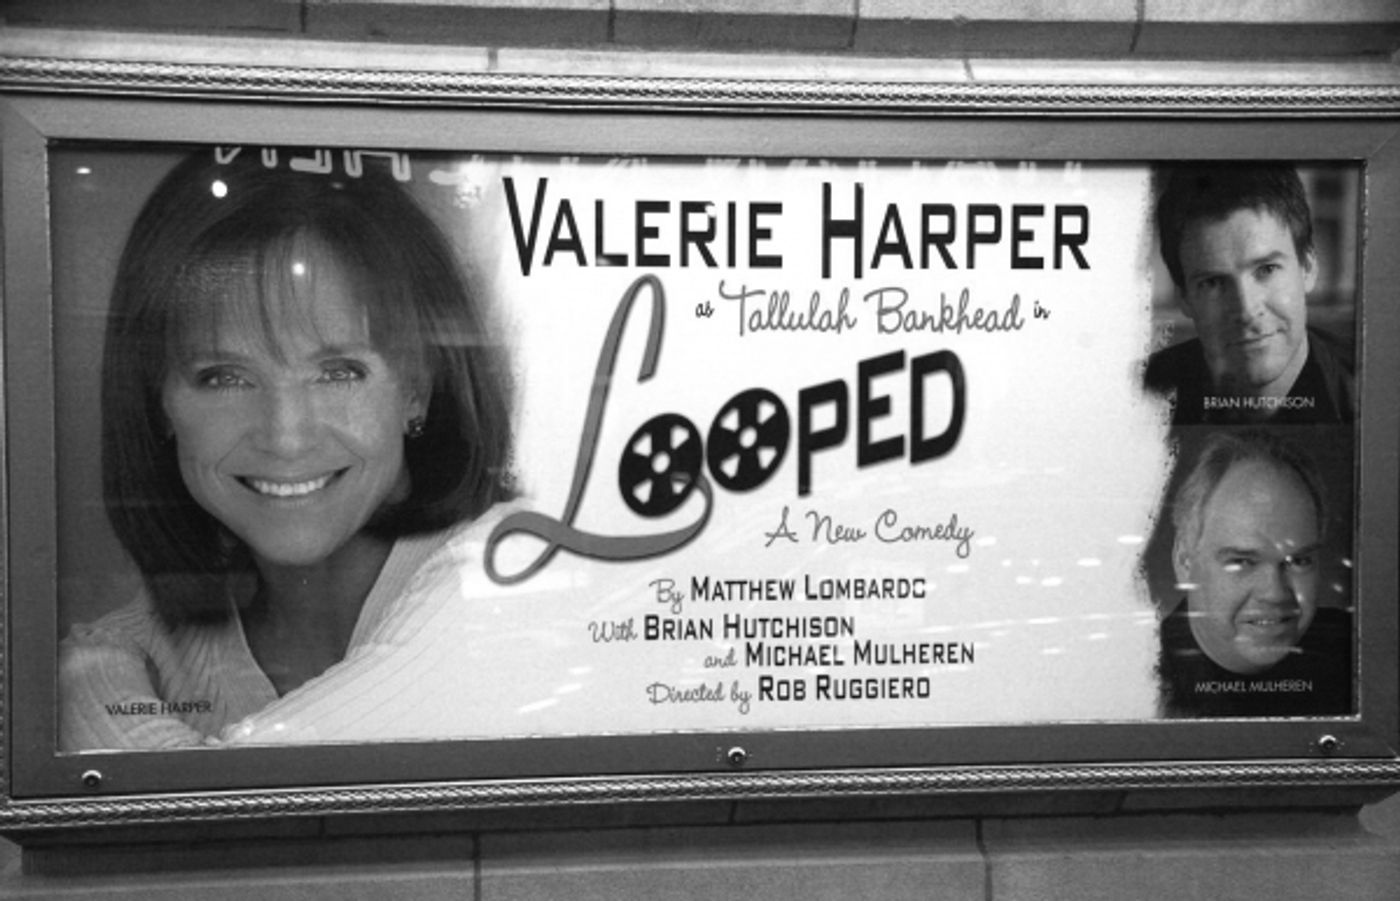 VALERIE HARPER
as Tallulah Bankhead in
LOOPED
A New Comedy
By MATTHEW LOMBARDO
With BRIAN HUTCHISON
and MICHAEL MULHEREN
Directed by ROB RUGGIERO
VALERIE HARPER
BRIAN HUTCHISON
MICHAEL MULHEREN